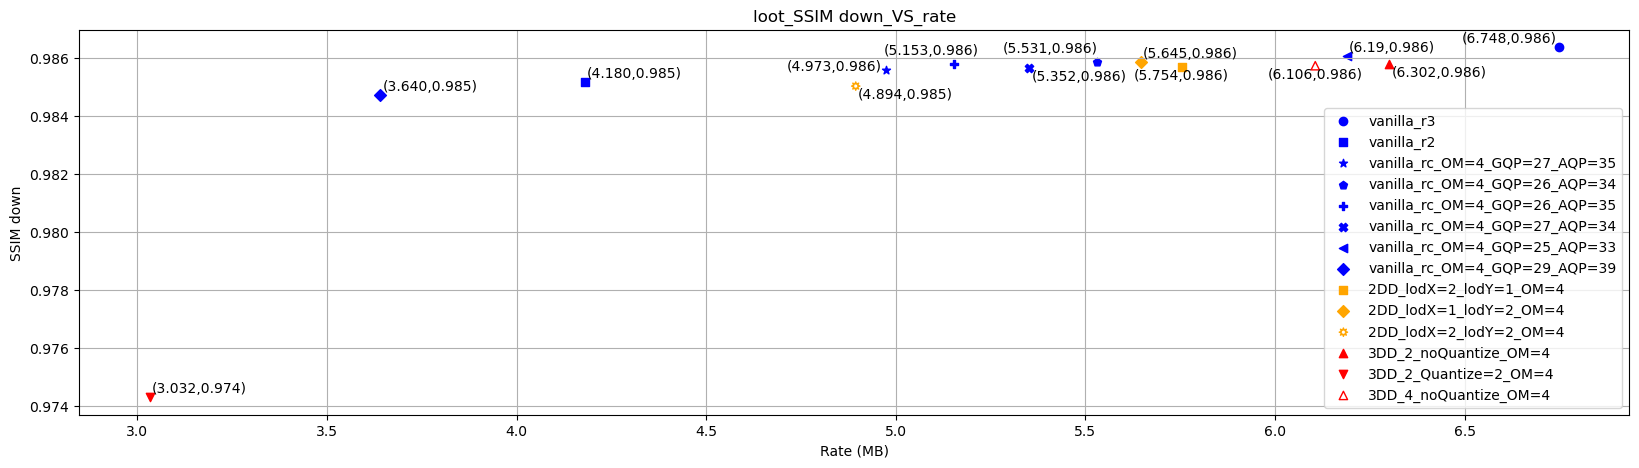 loot_SSIM down_VS_rate
SSIM down
0.986
0.984
0.982
0.980
0.978
0.976
0.974
(3.032,0.974)
(3.640,0.985)
(4.180,0.985)
(4.973,0.986)
(4.894,0.985)
(5.153,0.986)
(5.531,0.986)
(5.352,0.986)
(5.645,0.986)
(5.754,0.986)
(6.19,0.986)
(6.106,0.986)
(6.302,0.986)
(6.748,0.986)
vanilla_r3
vanilla_r2
vanilla_rc_OM=4_GQP=27_AQP=35
vanilla_rc_OM=4_GQP=26_AQP=34
vanilla_rc_OM=4_GQP=26_AQP=35
vanilla_rc_OM=4_GQP=27_AQP=34
vanilla_rc_OM=4_GQP=25_AQP=33
vanilla_rc_OM=4_GQP=29_AQP=39
2DD_lodX=2_lodY=1_OM=4
2DD_lodX=1_lodY=2_OM=4
2DD_lodX=2_lodY=2_OM=4
3DD_2_noQuantize_OM=4
3DD_2_Quantize=2_OM=4
3DD_4_noQuantize_OM=4
3.0 3.5 4.0 4.5 5.0 5.5 6.0 6.5
Rate (MB)